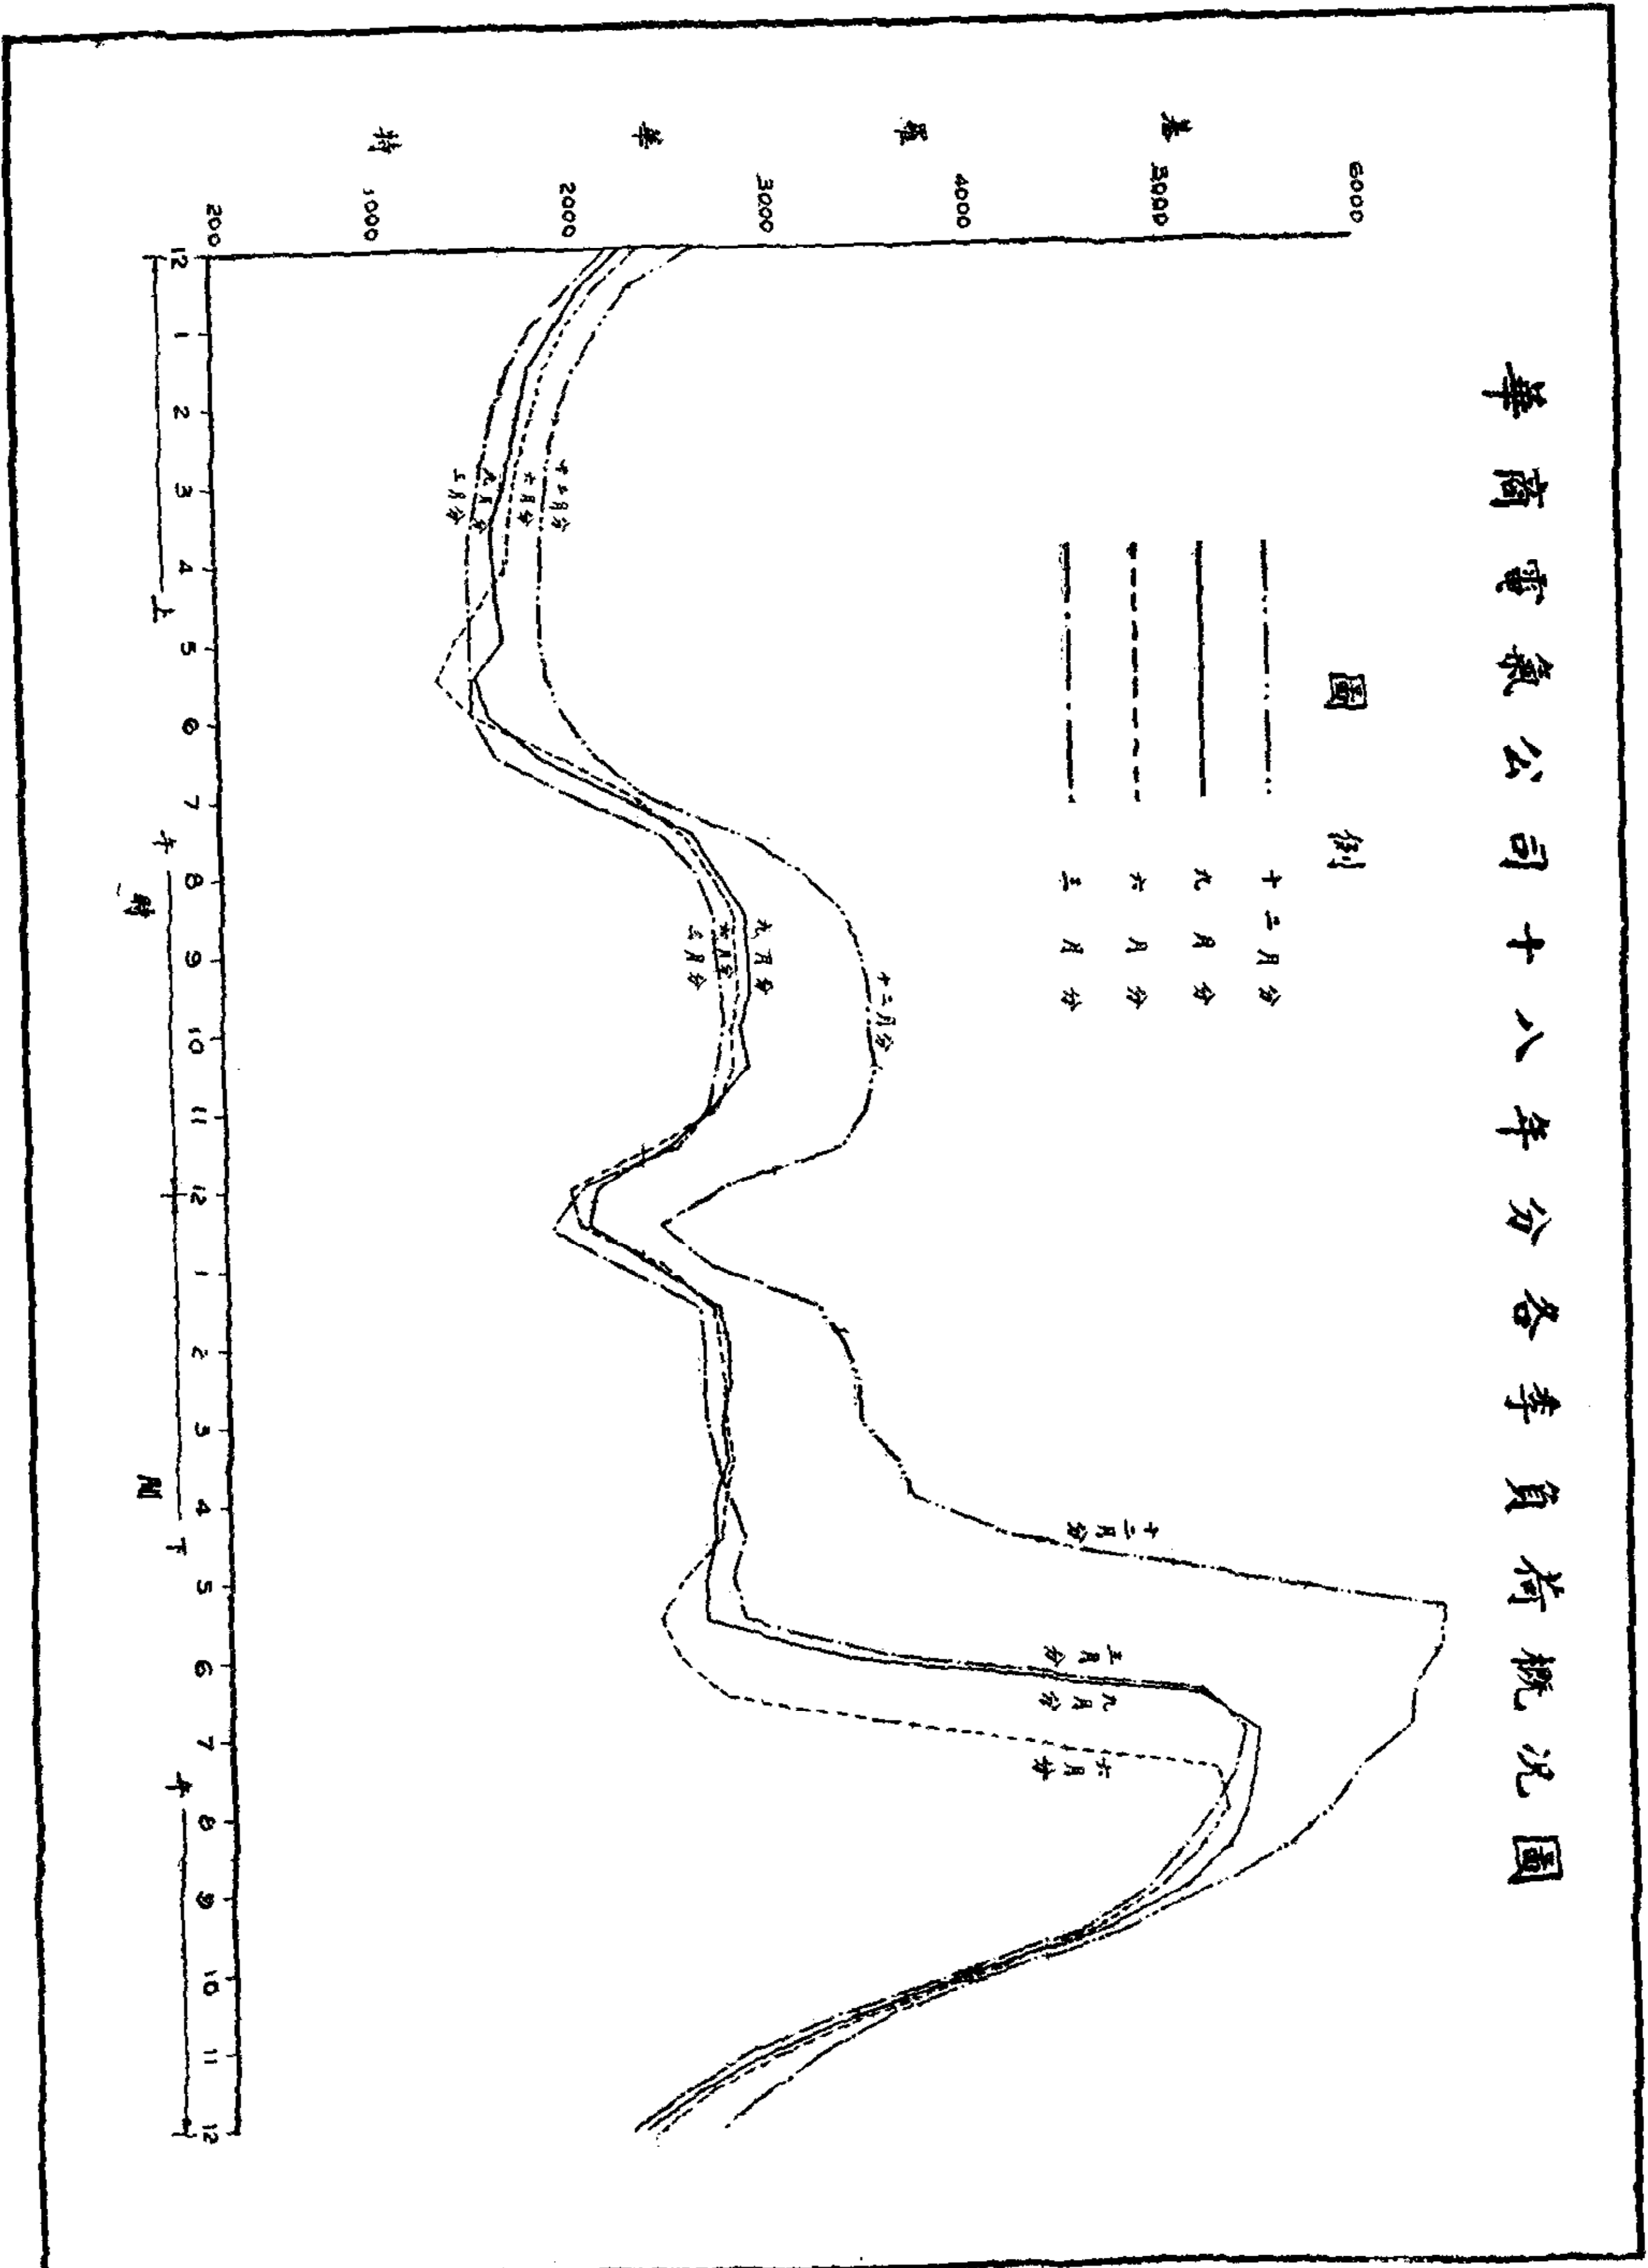 華商電氣公司十八年分各季負荷概況圖
圖例
十二月分
九月分
六月分
三月分
基羅華特
6000
5000
4000
3000
2000
1000
200
十二月分
六月分
九月分
三月分
九月分
六月分
三月分
十二月分
十二月分
三月分
九月分
六月分
12 1 2 3 4 5 6 7 8 9 10 11 12 1 2 3 4 5 6 7 8 9 10 11 12
上午 下午
時間